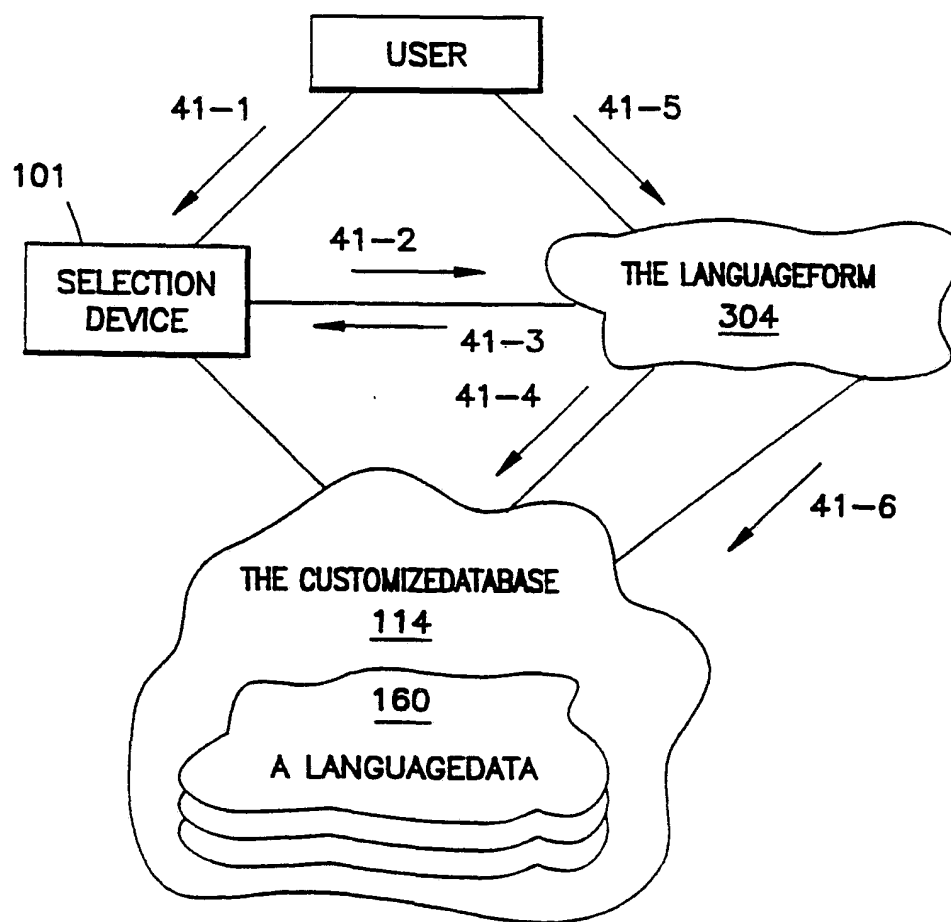 USER
41-1
41-5
101
41-2
SELECTION
DEVICE
THE LANGUAGEFORM
304
41-3
41-4
41-6
THE CUSTOMIZEDATABASE
114
160
A LANGUAGEDATA